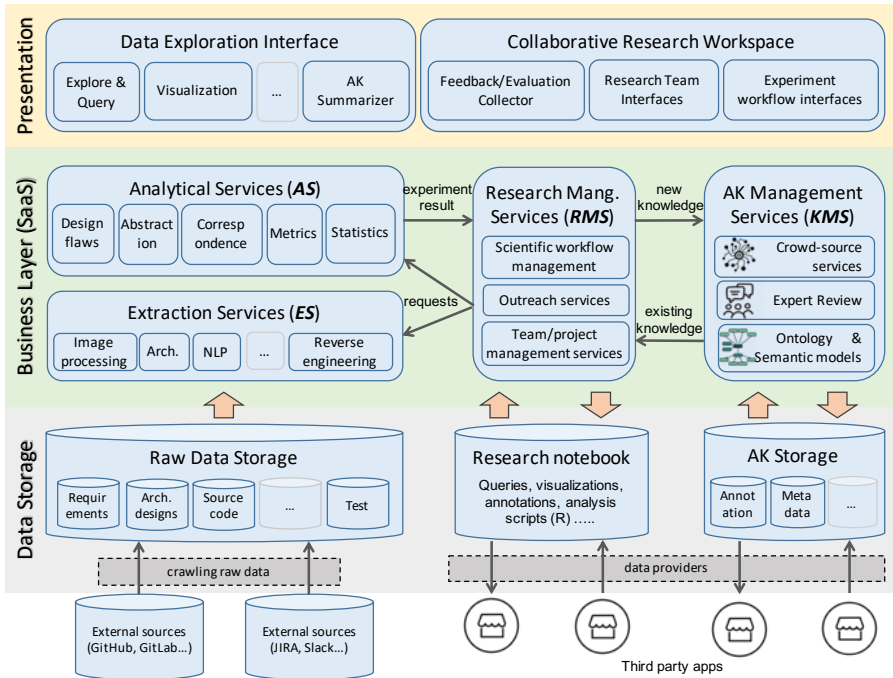 Presentation
Data Exploration Interface
Explore &
Query
Visualization
...
AK
Summarizer
Collaborative Research Workspace
Feedback/Evaluation
Collector
Research Team
Interfaces
Experiment
workflow interfaces
Business Layer (SaaS)
Analytical Services (AS)
Design
flaws
Abstract
ion
Corresp
ondence
Metrics
Statistics
experiment
result
requests
Extraction Services (ES)
Image
processing
Arch.
NLP
...
Reverse
engineering
Research Mang.
Services (RMS)
Scientific workflow
management
Outreach services
Team/project
management services
new
knowledge
existing
knowledge
AK Management
Services (KMS)
Crowd-source
services
Expert Review
Ontology &
Semantic models
Data Storage
Raw Data Storage
Requir
ements
Arch.
designs
Source
code
...
Test
Research notebook
Queries, visualizations,
annotations, analysis
scripts (R) .....
AK Storage
Annot
ation
Meta
data
...
crawling raw data
data providers
External sources
(GitHub, GitLab...)
External sources
(JIRA, Slack...)
Third party apps